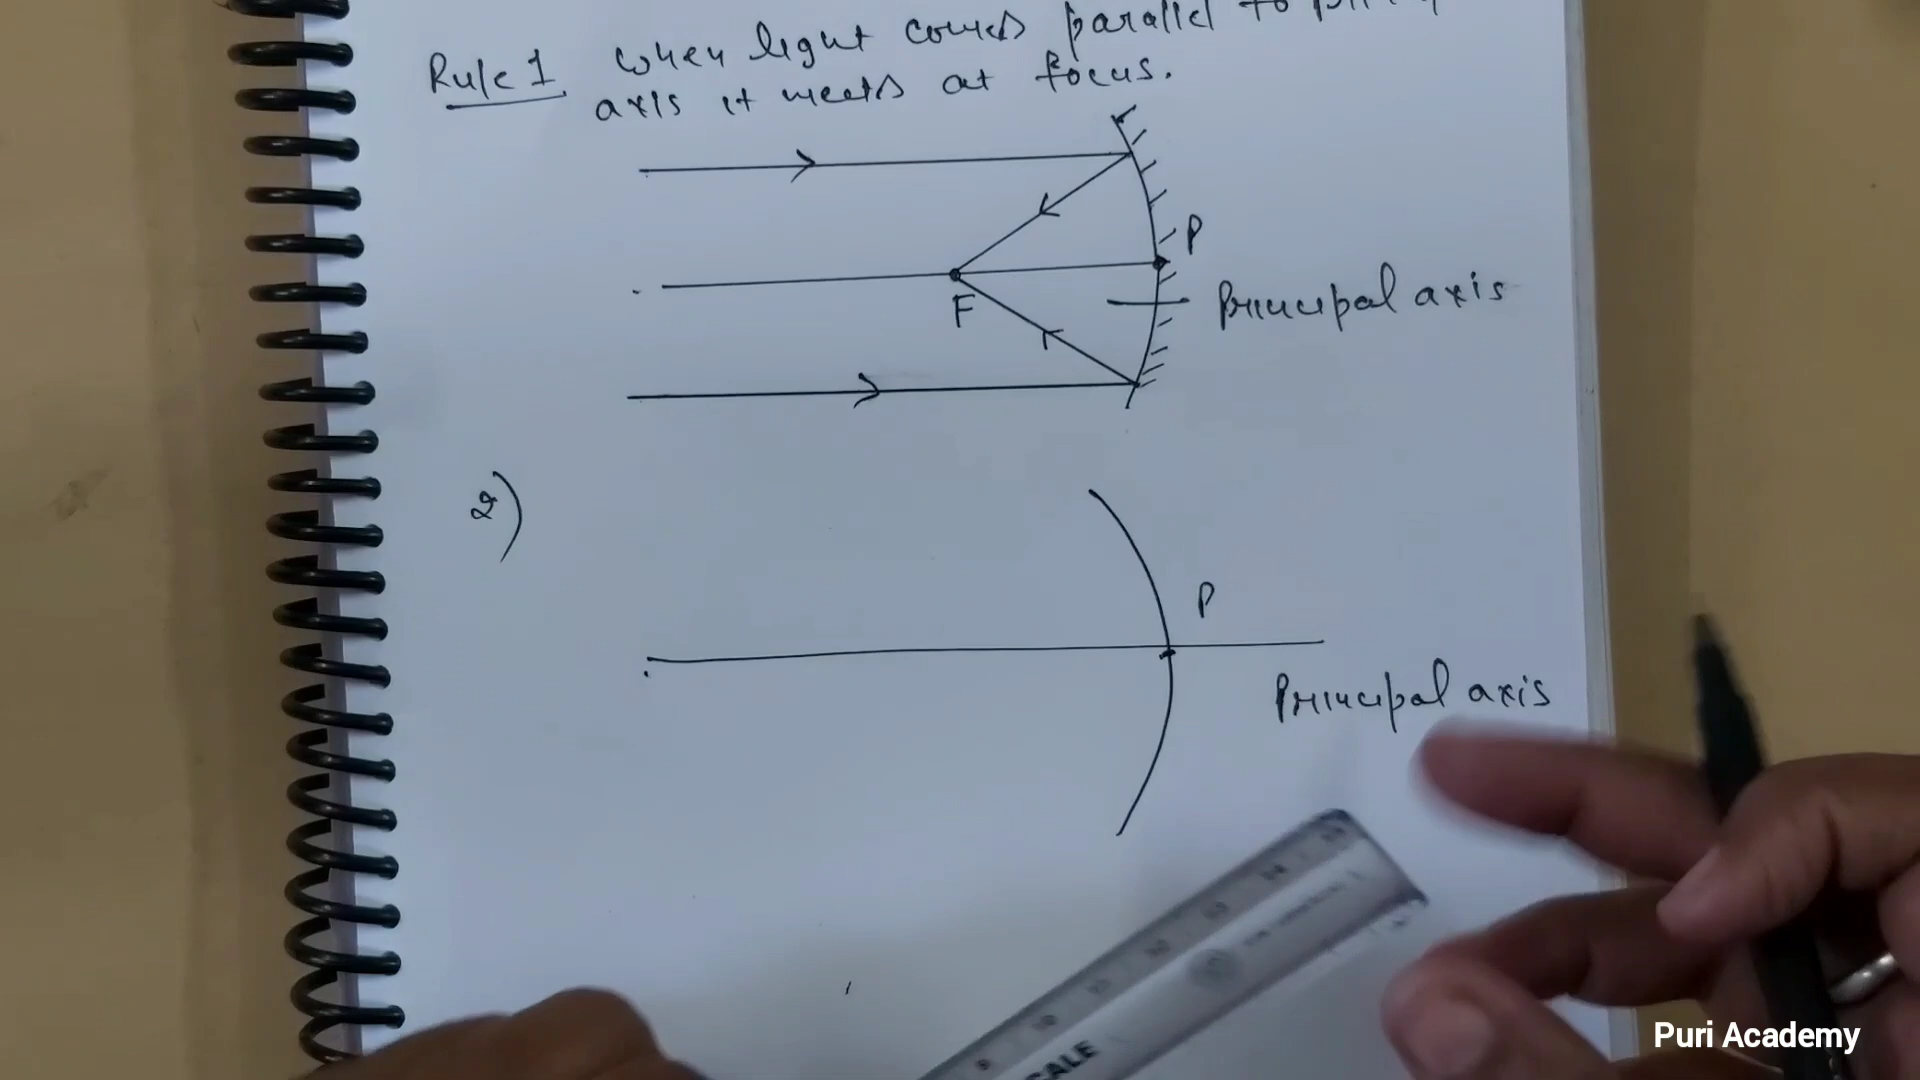 Rule 1 When light comes parallel to
axis it meets at focus.
P
F
Principal axis
2)
P
Principal axis
SCALE
Puri Academy